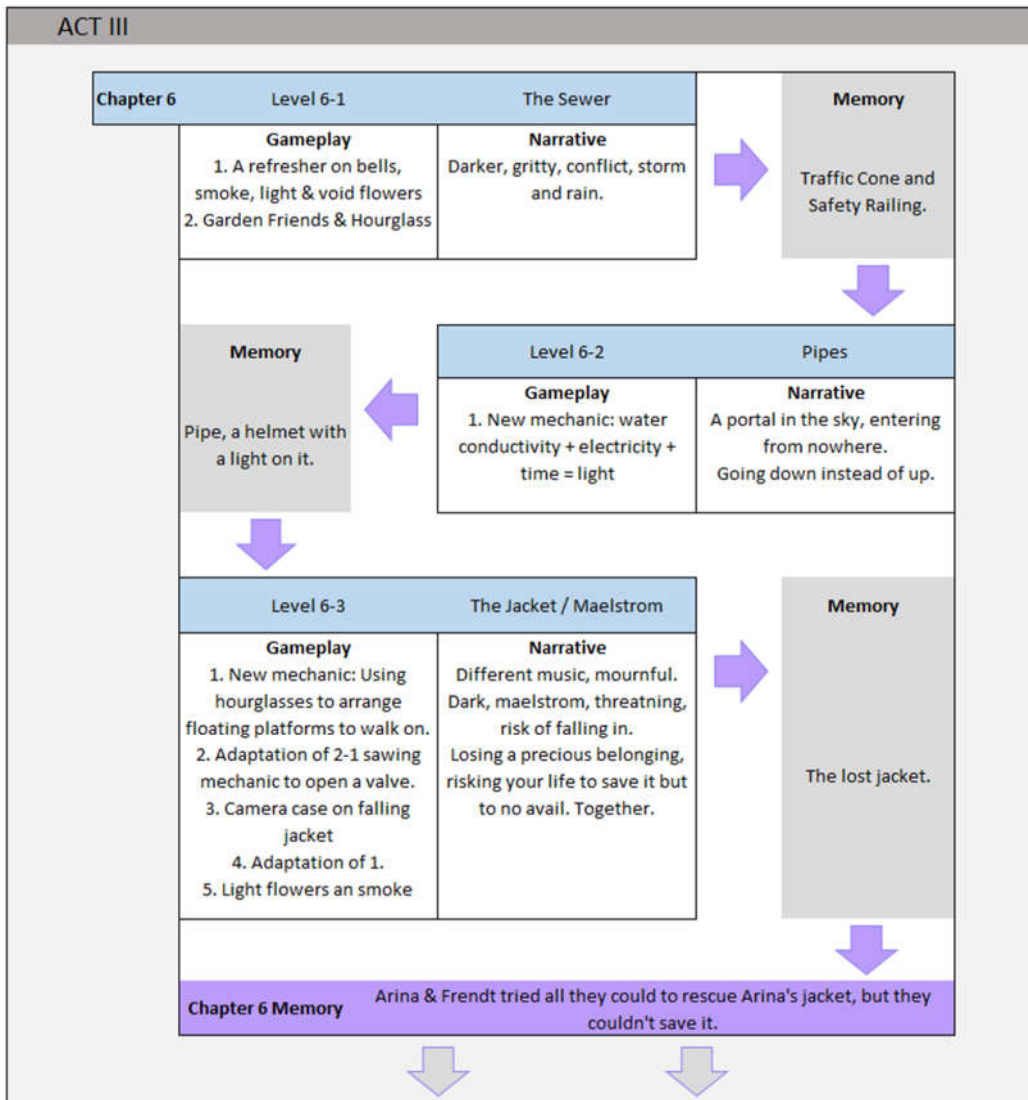 ACT III
Chapter 6 Level 6-1 The Sewer
Gameplay
1. A refresher on bells,
smoke, light & void flowers
2. Garden Friends & Hourglass
Narrative
Darker, gritty, conflict, storm
and rain.
Memory
Traffic Cone and
Safety Railing.
Level 6-2 Pipes
Gameplay
1. New mechanic: water
conductivity + electricity +
time = light
Narrative
A portal in the sky, entering
from nowhere.
Going down instead of up.
Memory
Pipe, a helmet with
a light on it.
Level 6-3 The Jacket / Maelstrom
Gameplay
1. New mechanic: Using
hourglasses to arrange
floating platforms to walk on.
2. Adaptation of 2-1 sawing
mechanic to open a valve.
3. Camera case on falling
jacket
4. Adaptation of 1.
5. Light flowers an smoke
Narrative
Different music, mournful.
Dark, maelstrom, threatning,
risk of falling in.
Losing a precious belonging,
risking your life to save it but
to no avail. Together.
Memory
The lost jacket.
Chapter 6 Memory
Arina & Frendt tried all they could to rescue Arina's jacket, but they
couldn't save it.